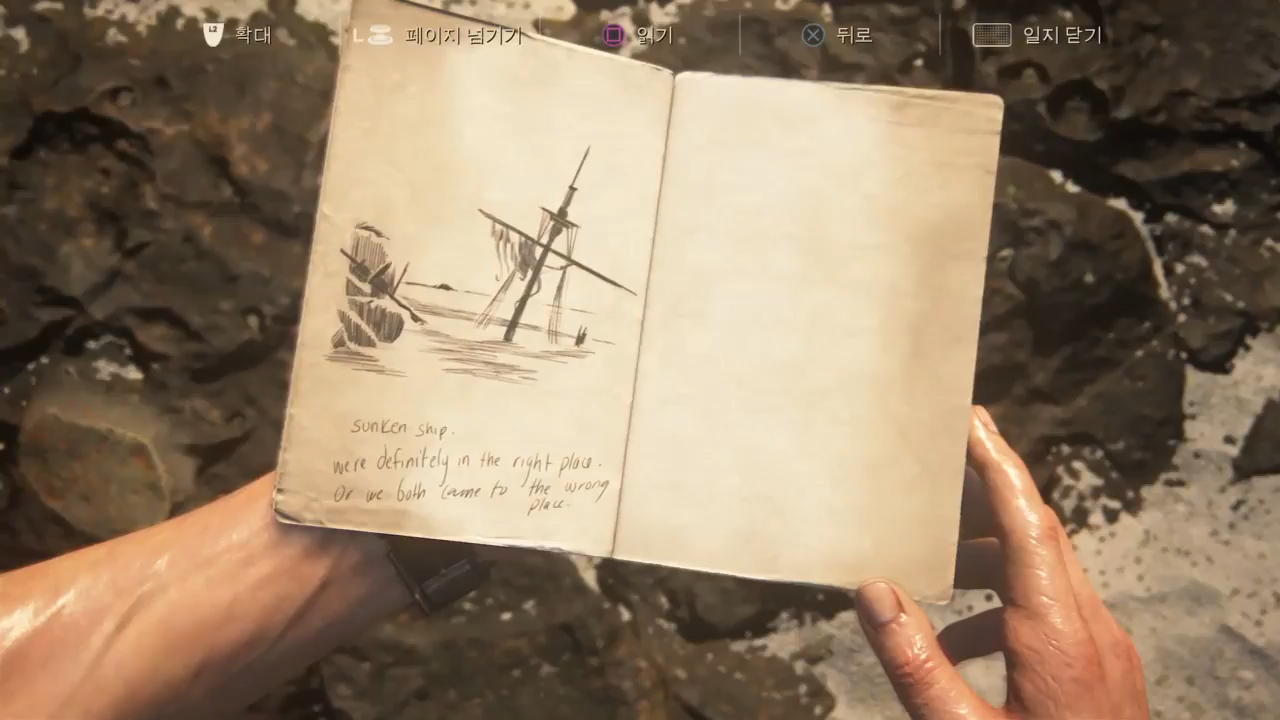 L2 확대
L 페이지 넘기기
읽기
뒤로
일지 닫기
sunken ship.
were definitely in the right place.
Or we both came to the wrong
place.